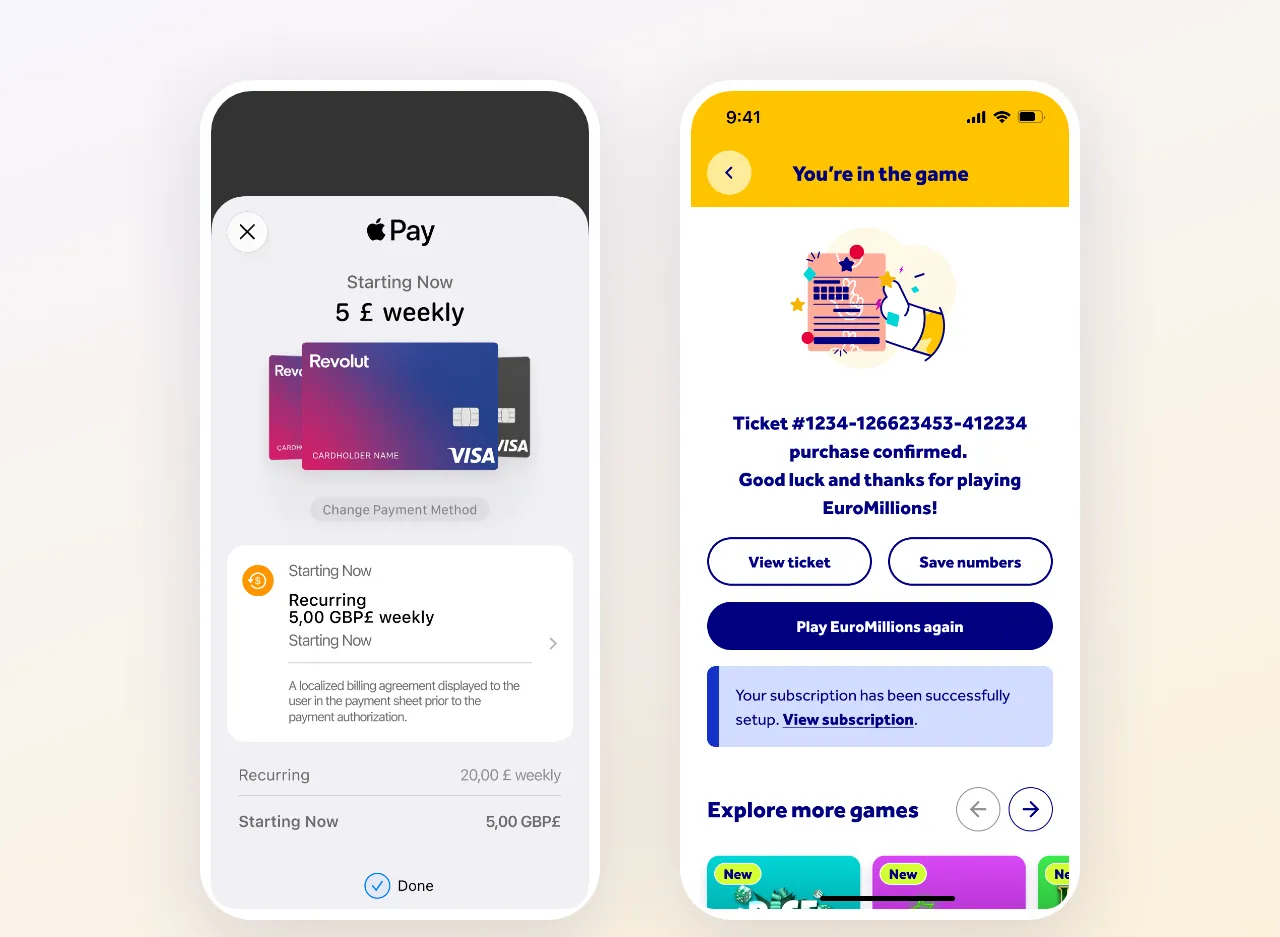 Pay
Starting Now
5 £ weekly
Revolut
CARDHOLDER NAME
VISA
Revo
CARDH
VISA
Change Payment Method
Starting Now
Recurring
5,00 GBP£ weekly
Starting Now
A localized billing agreement displayed to the
user in the payment sheet prior to the
payment authorization.
Recurring 20,00 £ weekly
Starting Now 5,00 GBP£
Done
9:41
You’re in the game
Ticket #1234-126623453-412234
purchase confirmed.
Good luck and thanks for playing
EuroMillions!
View ticket
Save numbers
Play EuroMillions again
Your subscription has been successfully
setup. View subscription.
Explore more games
New
New
Ne